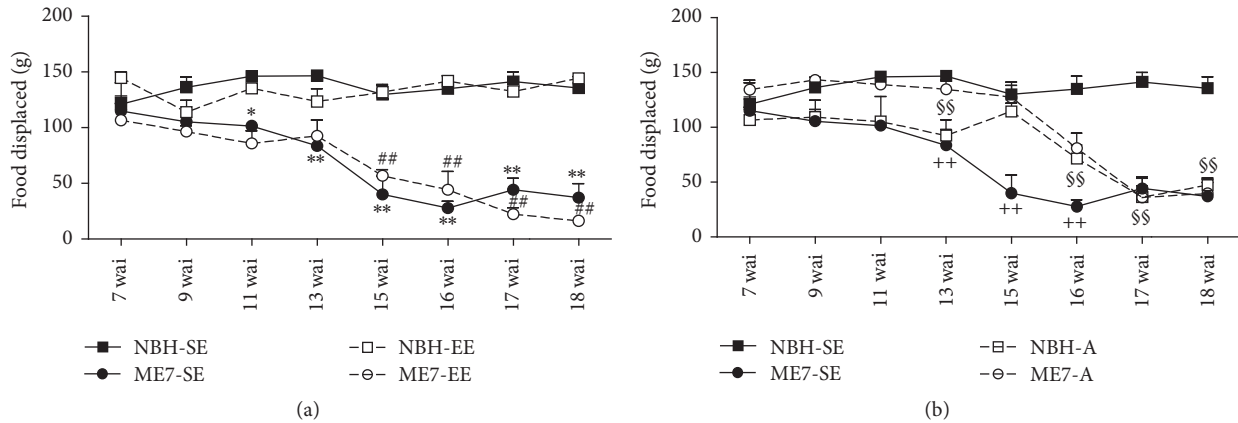 200
150
100
50
0
Food displaced (g)
*
**
**
**
**
**
##
##
##
##
7 wai
9 wai
11 wai
13 wai
15 wai
16 wai
17 wai
18 wai
NBH-SE
ME7-SE
NBH-EE
ME7-EE
(a)
200
150
100
50
0
Food displaced (g)
§§
++
++
++
§§
§§
§§
7 wai
9 wai
11 wai
13 wai
15 wai
16 wai
17 wai
18 wai
NBH-SE
ME7-SE
NBH-A
ME7-A
(b)